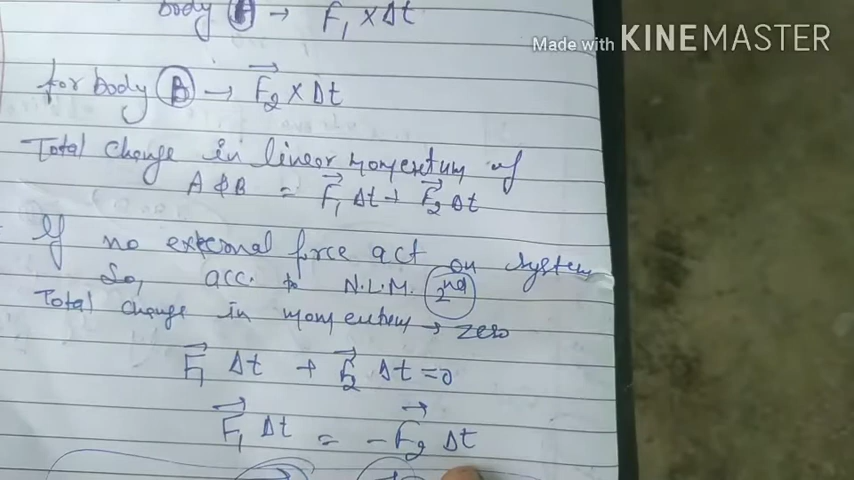 body (A) → F₁ × Δt
Made with KINEMASTER
for body (B) → F⃗₂ × Δt
Total change in linear momentum of
A & B = F⃗₁ Δt + F⃗₂ Δt
If no external force act on system
So, acc. to N.L.M. 2nd
Total change in momentum → zero
F⃗₁ Δt + F⃗₂ Δt = 0
F⃗₁ Δt = -F⃗₂ Δt